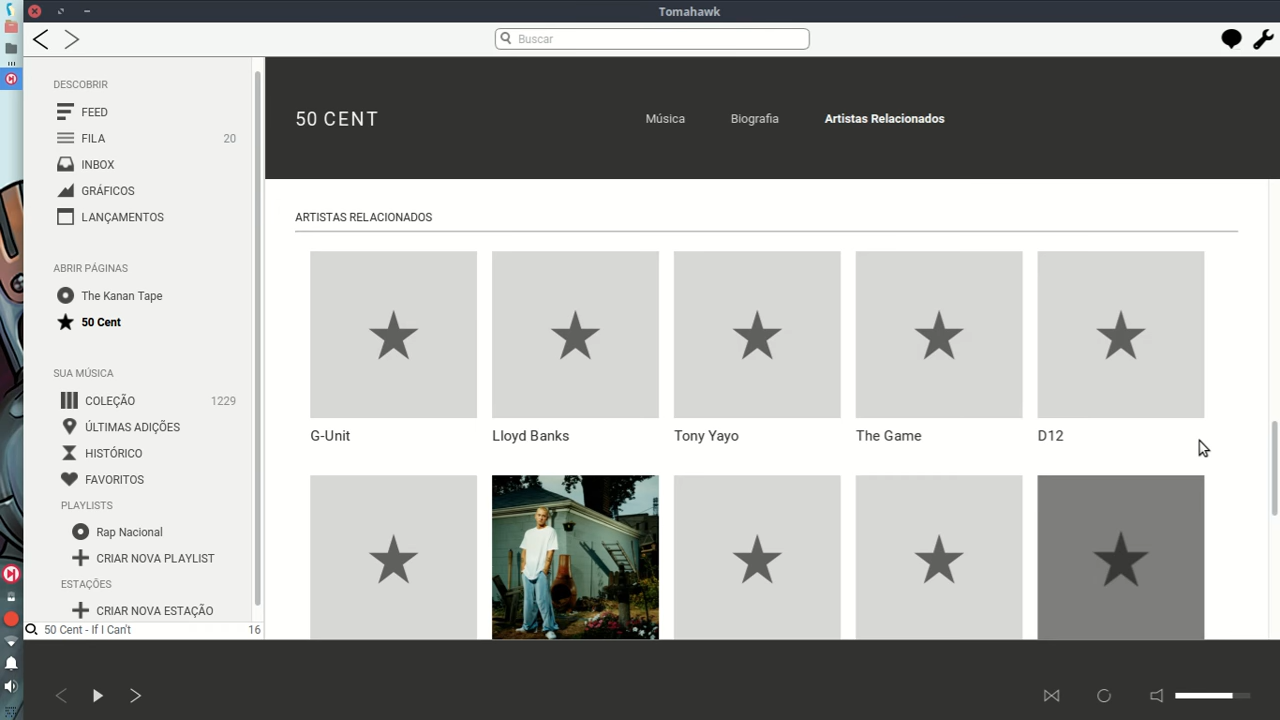 Tomahawk
Buscar
DESCOBRIR
FEED
FILA 20
INBOX
GRÁFICOS
LANÇAMENTOS
ABRIR PÁGINAS
The Kanan Tape
50 Cent
SUA MÚSICA
COLEÇÃO 1229
ÚLTIMAS ADIÇÕES
HISTÓRICO
FAVORITOS
PLAYLISTS
Rap Nacional
CRIAR NOVA PLAYLIST
ESTAÇÕES
CRIAR NOVA ESTAÇÃO
50 Cent - If I Can't 16
50 CENT
Música Biografia Artistas Relacionados
ARTISTAS RELACIONADOS
G-Unit Lloyd Banks Tony Yayo The Game D12